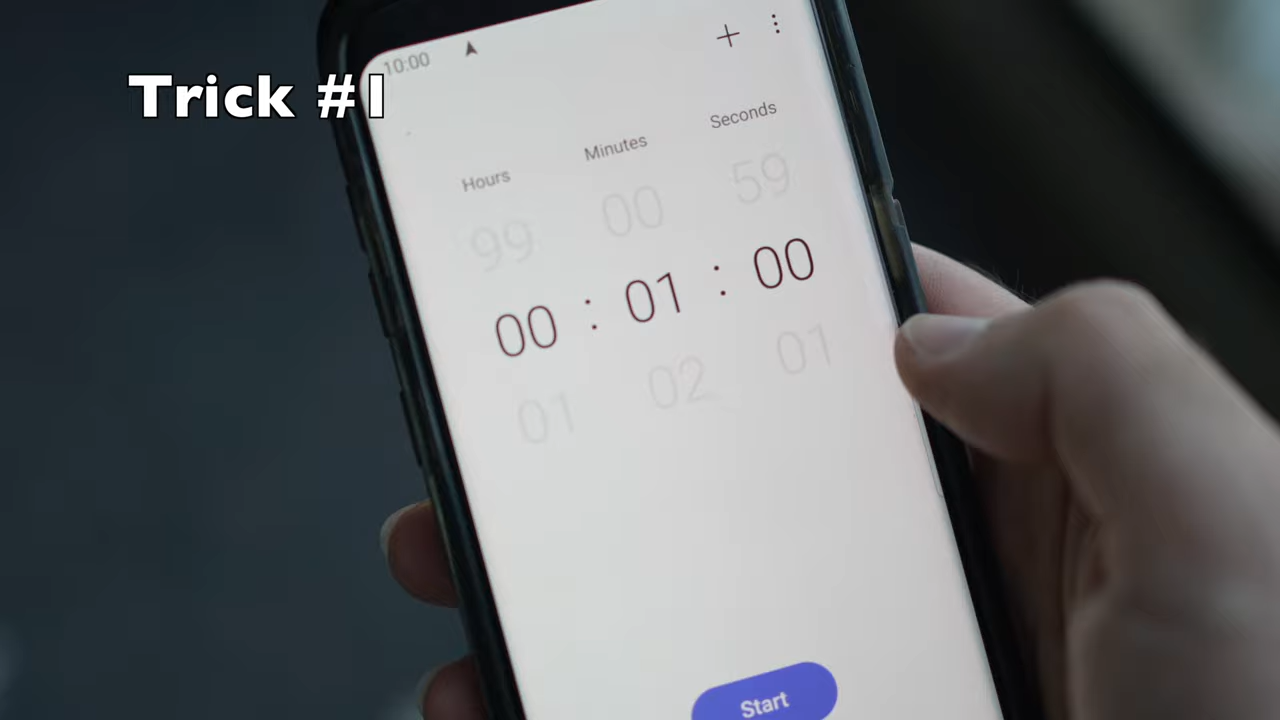 10:00
Trick #1
Hours Minutes Seconds
99 00 59
00 : 01 : 00
01 02 01
Start